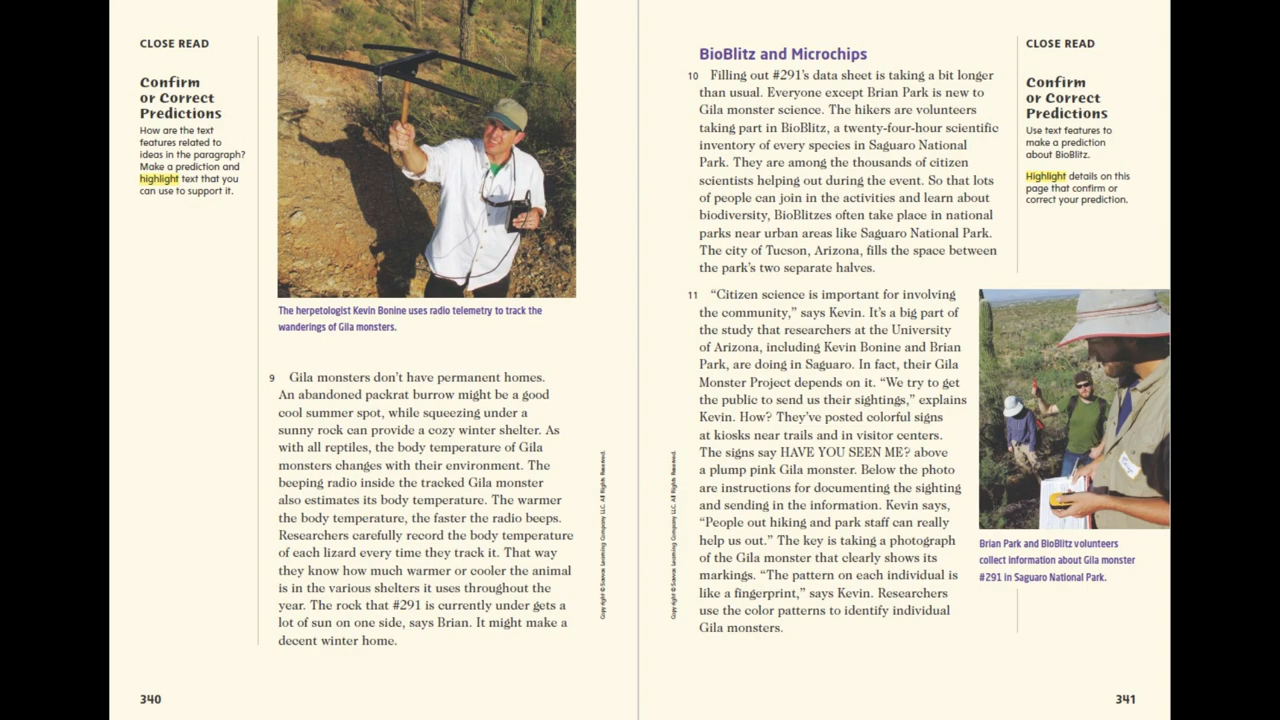 CLOSE READ
Confirm
or Correct
Predictions
How are the text
features related to
ideas in the paragraph?
Make a prediction and
highlight text that you
can use to support it.
The herpetologist Kevin Bonine uses radio telemetry to track the
wanderings of Gila monsters.
9 Gila monsters don’t have permanent homes.
An abandoned packrat burrow might be a good
cool summer spot, while squeezing under a
sunny rock can provide a cozy winter shelter. As
with all reptiles, the body temperature of Gila
monsters changes with their environment. The
beeping radio inside the tracked Gila monster
also estimates its body temperature. The warmer
the body temperature, the faster the radio beeps.
Researchers carefully record the body temperature
of each lizard every time they track it. That way
they know how much warmer or cooler the animal
is in the various shelters it uses throughout the
year. The rock that #291 is currently under gets a
lot of sun on one side, says Brian. It might make a
decent winter home.
Copyright © Savvas Learning Company LLC. All Rights Reserved.
340
BioBlitz and Microchips
10 Filling out #291’s data sheet is taking a bit longer
than usual. Everyone except Brian Park is new to
Gila monster science. The hikers are volunteers
taking part in BioBlitz, a twenty-four-hour scientific
inventory of every species in Saguaro National
Park. They are among the thousands of citizen
scientists helping out during the event. So that lots
of people can join in the activities and learn about
biodiversity, BioBlitzes often take place in national
parks near urban areas like Saguaro National Park.
The city of Tucson, Arizona, fills the space between
the park’s two separate halves.
11 “Citizen science is important for involving
the community,” says Kevin. It’s a big part of
the study that researchers at the University
of Arizona, including Kevin Bonine and Brian
Park, are doing in Saguaro. In fact, their Gila
Monster Project depends on it. “We try to get
the public to send us their sightings,” explains
Kevin. How? They’ve posted colorful signs
at kiosks near trails and in visitor centers.
The signs say HAVE YOU SEEN ME? above
a plump pink Gila monster. Below the photo
are instructions for documenting the sighting
and sending in the information. Kevin says,
“People out hiking and park staff can really
help us out.” The key is taking a photograph
of the Gila monster that clearly shows its
markings. “The pattern on each individual is
like a fingerprint,” says Kevin. Researchers
use the color patterns to identify individual
Gila monsters.
Copyright © Savvas Learning Company LLC. All Rights Reserved.
CLOSE READ
Confirm
or Correct
Predictions
Use text features to
make a prediction
about BioBlitz.
Highlight details on this
page that confirm or
correct your prediction.
Brian Park and BioBlitz volunteers
collect information about Gila monster
#291 in Saguaro National Park.
341